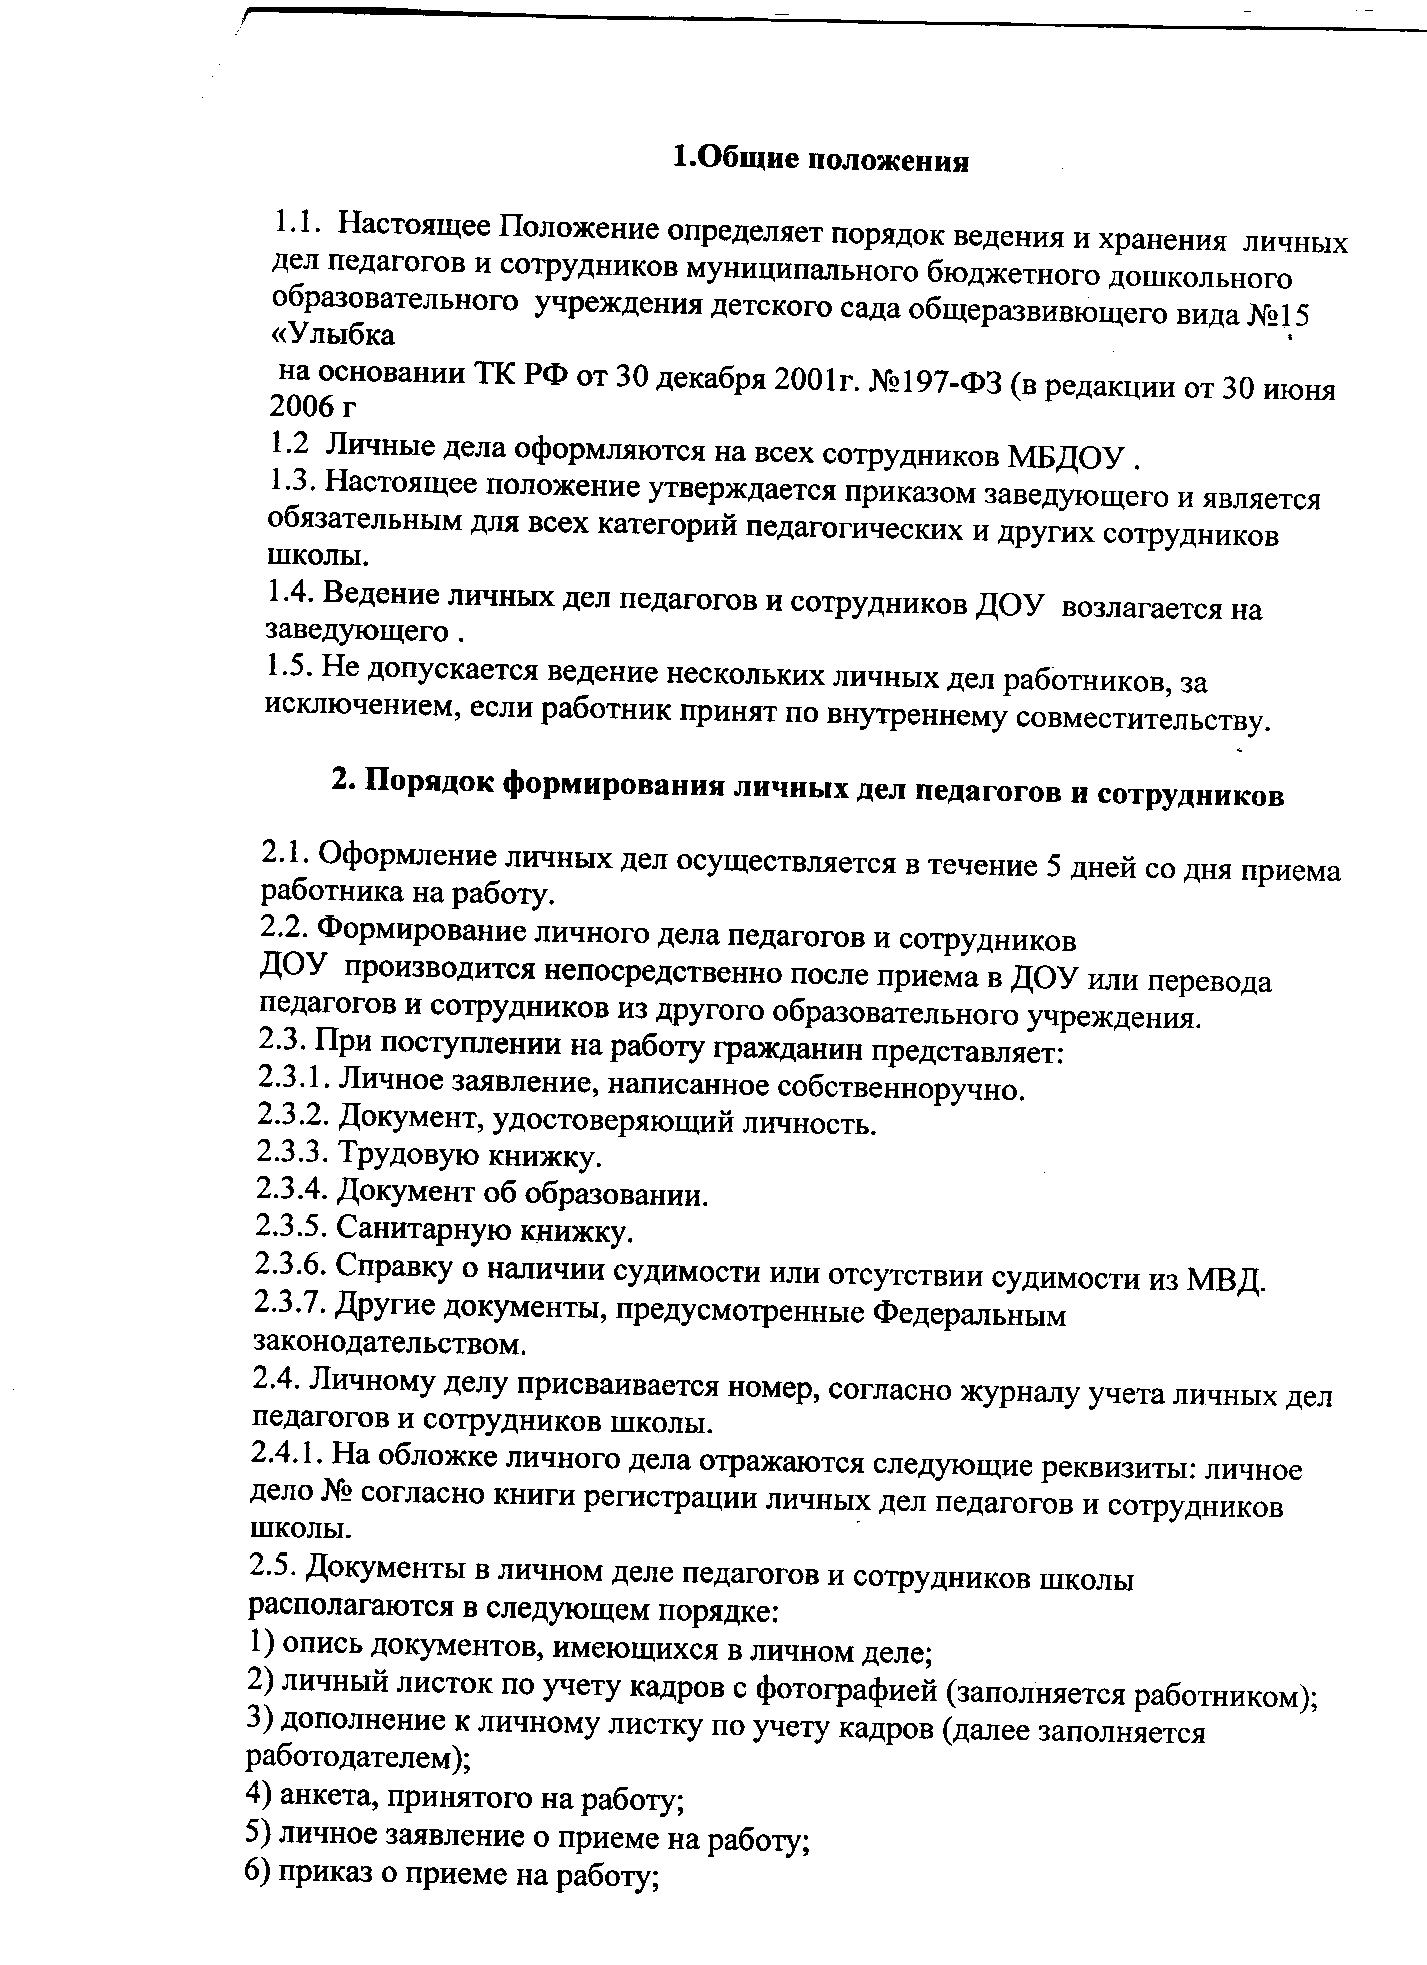 1.Общие положения
1.1.  Настоящее Положение определяет порядок ведения и хранения  личных
дел педагогов и сотрудников муниципального бюджетного дошкольного
образовательного  учреждения детского сада общеразвивющего вида №15
«Улыбка
на основании ТК РФ от 30 декабря 2001г. №197-ФЗ (в редакции от 30 июня
2006 г
1.2  Личные дела оформляются на всех сотрудников МБДОУ .
1.3. Настоящее положение утверждается приказом заведующего и является
обязательным для всех категорий педагогических и других сотрудников
школы.
1.4. Ведение личных дел педагогов и сотрудников ДОУ  возлагается на
заведующего .
1.5. Не допускается ведение нескольких личных дел работников, за
исключением, если работник принят по внутреннему совместительству.
2. Порядок формирования личных дел педагогов и сотрудников
2.1. Оформление личных дел осуществляется в течение 5 дней со дня приема
работника на работу.
2.2. Формирование личного дела педагогов и сотрудников
ДОУ  производится непосредственно после приема в ДОУ или перевода
педагогов и сотрудников из другого образовательного учреждения.
2.3. При поступлении на работу гражданин представляет:
2.3.1. Личное заявление, написанное собственноручно.
2.3.2. Документ, удостоверяющий личность.
2.3.3. Трудовую книжку.
2.3.4. Документ об образовании.
2.3.5. Санитарную книжку.
2.3.6. Справку о наличии судимости или отсутствии судимости из МВД.
2.3.7. Другие документы, предусмотренные Федеральным
законодательством.
2.4. Личному делу присваивается номер, согласно журналу учета личных дел
педагогов и сотрудников школы.
2.4.1. На обложке личного дела отражаются следующие реквизиты: личное
дело № согласно книги регистрации личных дел педагогов и сотрудников
школы.
2.5. Документы в личном деле педагогов и сотрудников школы
располагаются в следующем порядке:
1) опись документов, имеющихся в личном деле;
2) личный листок по учету кадров с фотографией (заполняется работником);
3) дополнение к личному листку по учету кадров (далее заполняется
работодателем);
4) анкета, принятого на работу;
5) личное заявление о приеме на работу;
6) приказ о приеме на работу;